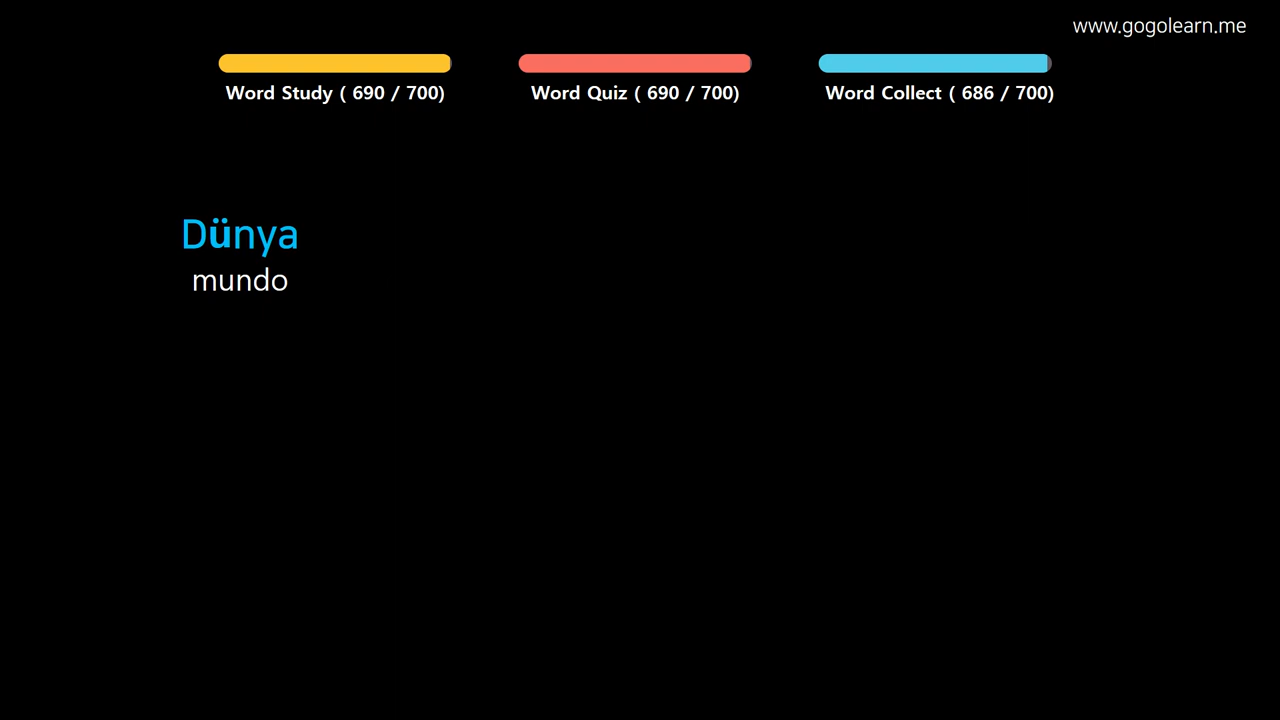 www.gogolearn.me
Word Study ( 690 / 700)
Word Quiz ( 690 / 700)
Word Collect ( 686 / 700)
Dünya
mundo